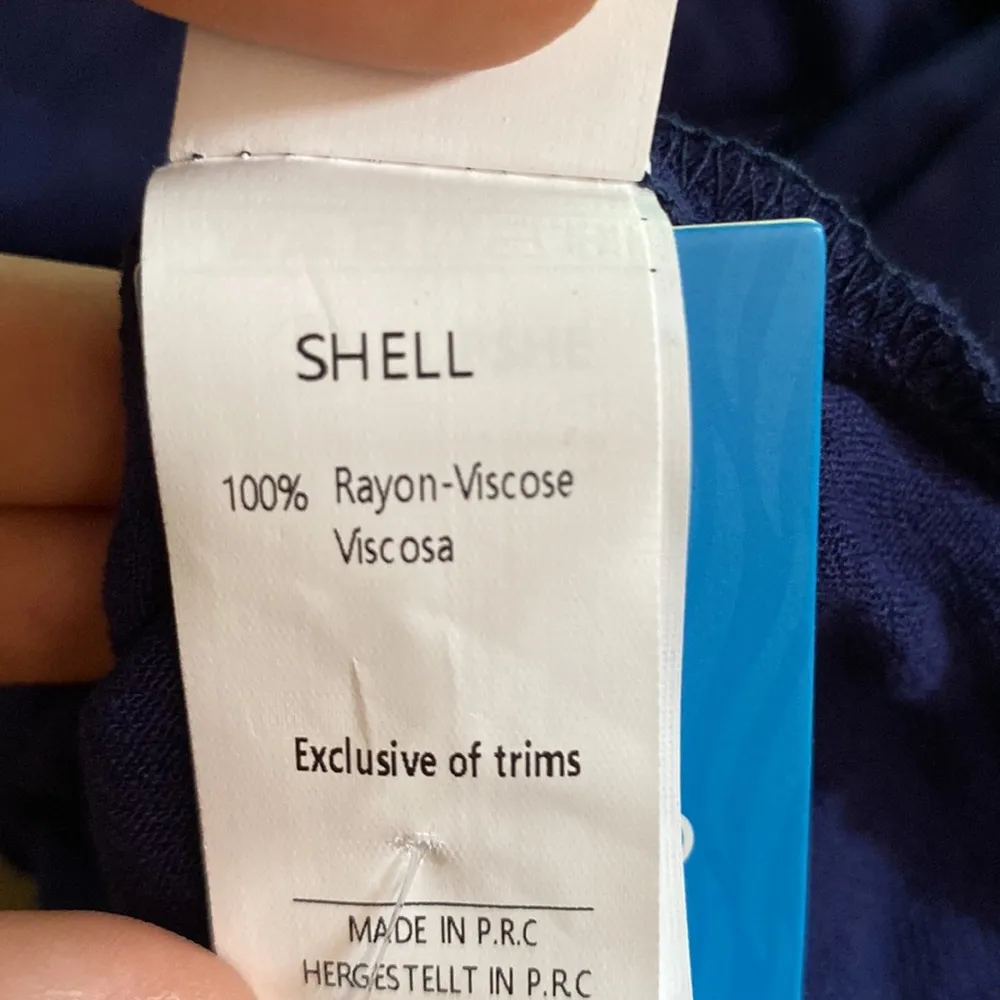 SHELL
100% Rayon-Viscose
Viscosa
Exclusive of trims
MADE IN P.R.C
HERGESTELLT IN P.R.C